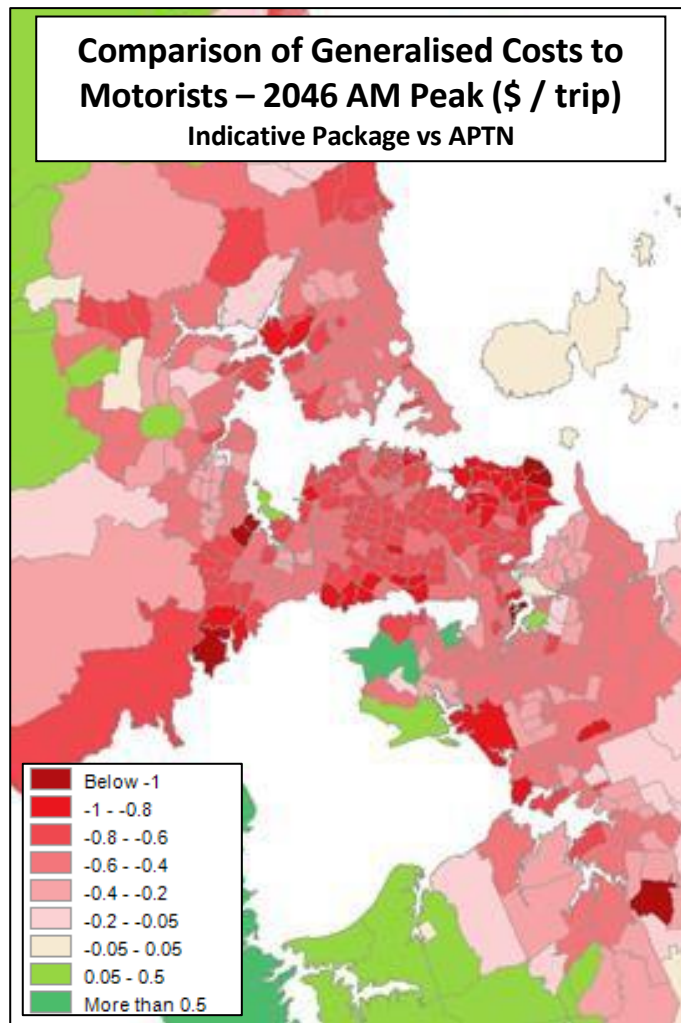 Comparison of Generalised Costs to
Motorists – 2046 AM Peak ($ / trip)
Indicative Package vs APTN
Below -1
-1 - -0.8
-0.8 - -0.6
-0.6 - -0.4
-0.4 - -0.2
-0.2 - -0.05
-0.05 - 0.05
0.05 - 0.5
More than 0.5